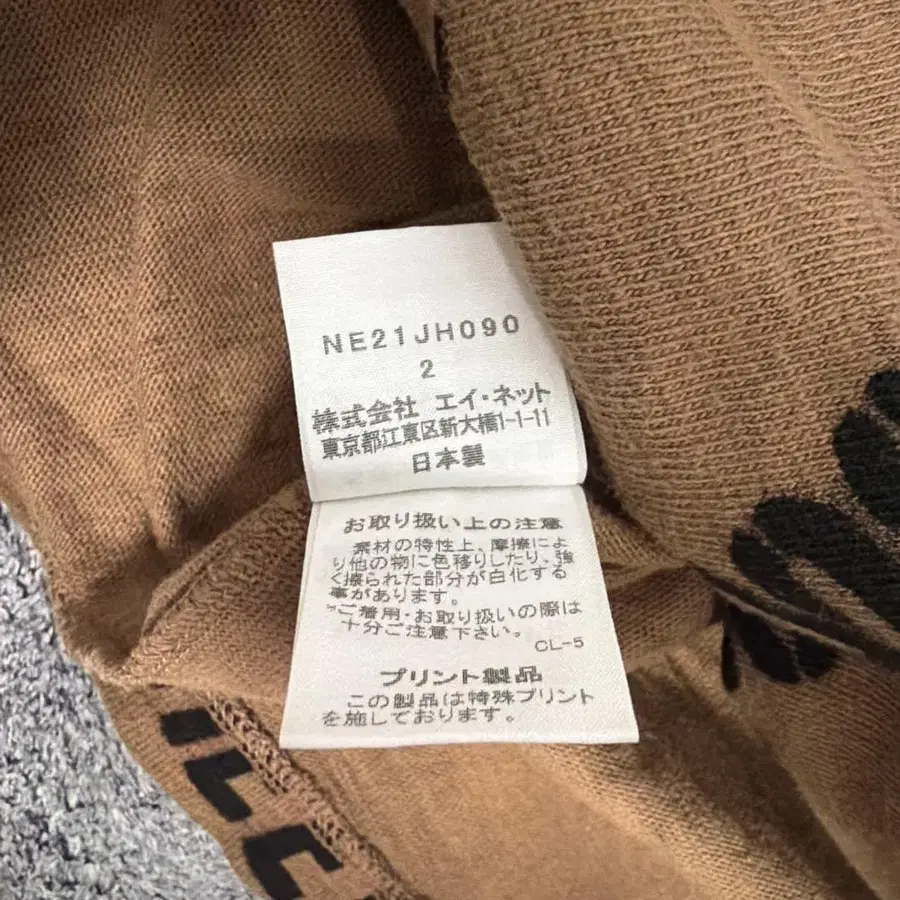 NE21JH090
2
株式会社 エイ・ネット
東京都江東区新大橋1-1-11
日本製
お取り扱い上の注意
素材の特性上、摩擦によ
り他の物に色移りしたり、強
く擦られた部分が白化する
事があります。
ご着用・お取り扱いの際は
十分ご注意下さい。
CL-5
プリント製品
この製品は特殊プリント
を施しております。